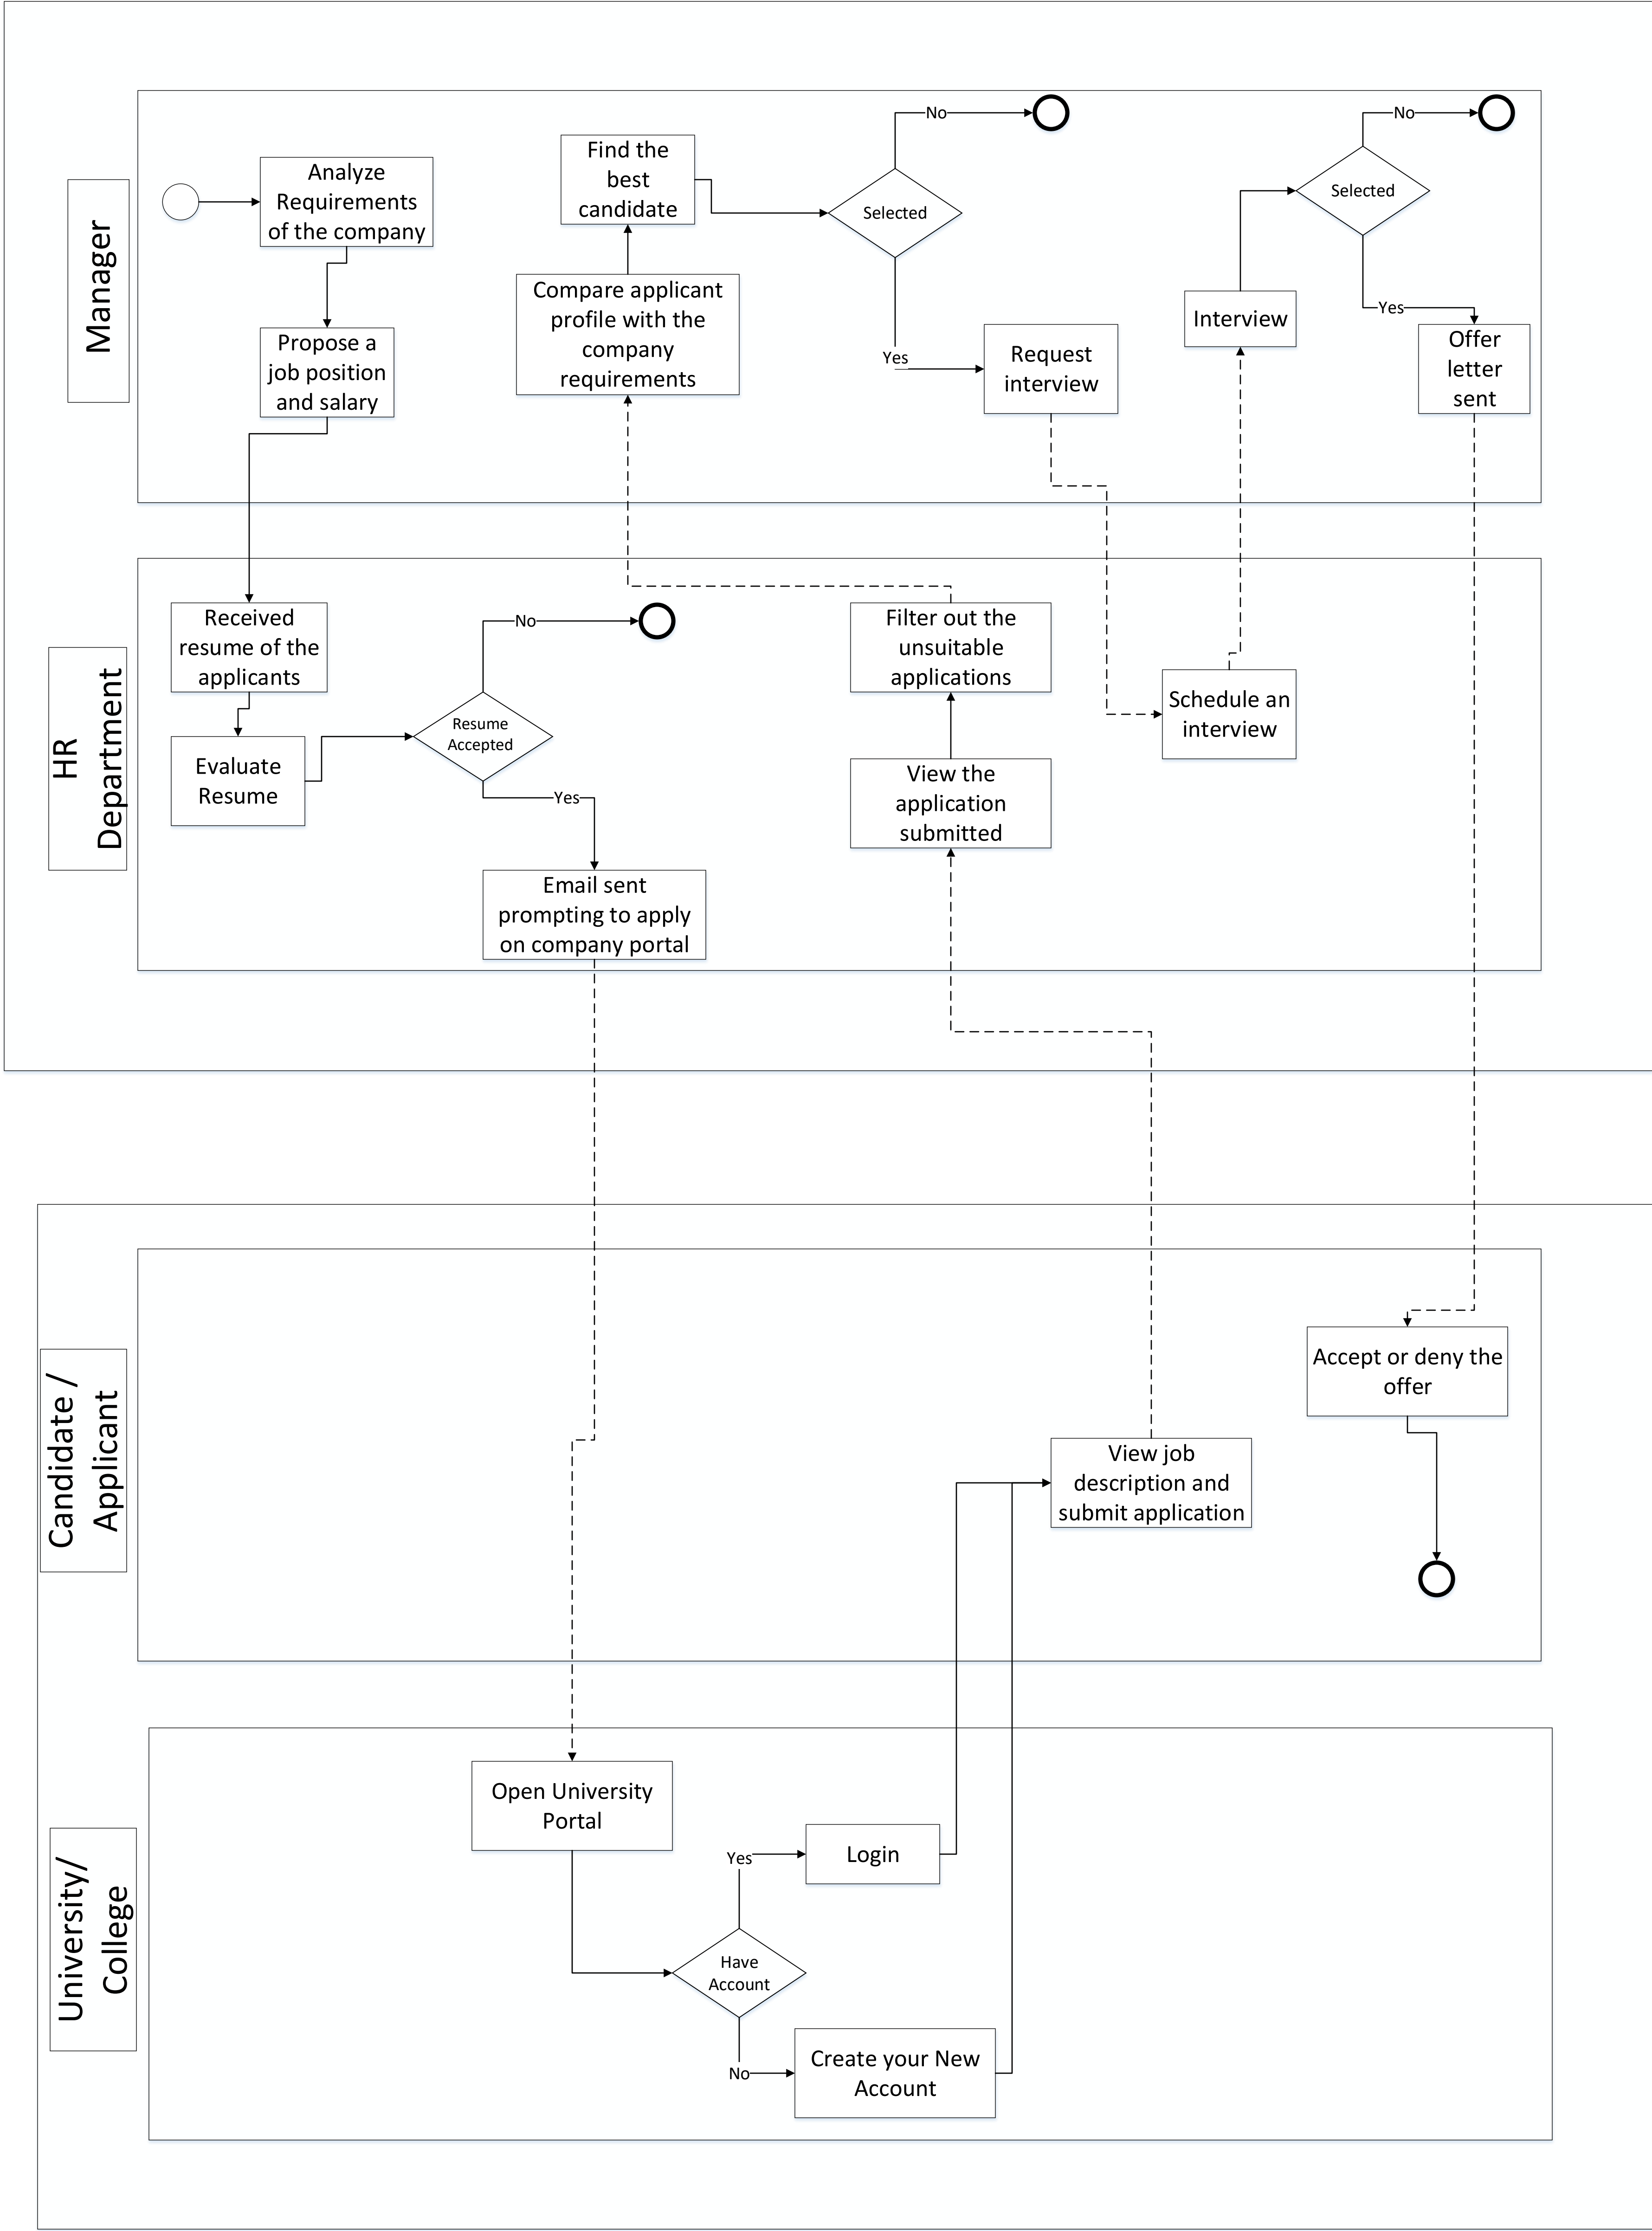 Manager
Analyze
Requirements
of the company
Propose a
job position
and salary
Find the
best
candidate
Compare applicant
profile with the
company
requirements
Selected
No
Yes
Request
interview
Interview
Selected
No
Yes
Offer
letter
sent
HR
Department
Received
resume of the
applicants
Evaluate
Resume
Resume
Accepted
No
Yes
Email sent
prompting to apply
on company portal
Filter out the
unsuitable
applications
View the
application
submitted
Schedule an
interview
Candidate /
Applicant
Accept or deny the
offer
View job
description and
submit application
University/
College
Open University
Portal
Have
Account
Yes
Login
No
Create your New
Account